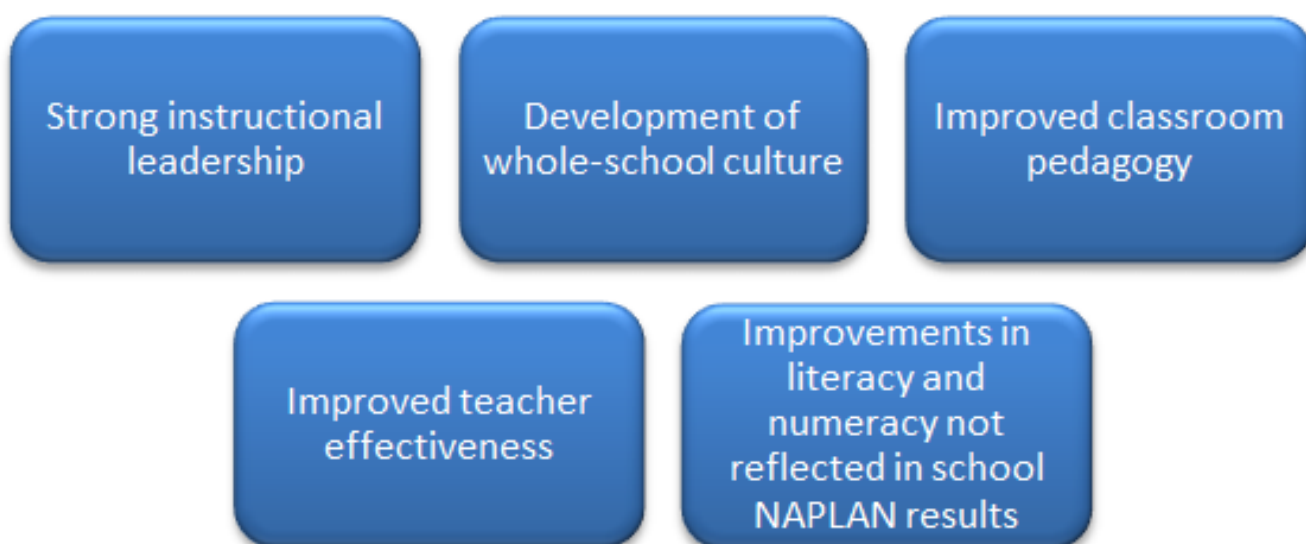 Strong instructional
leadership
Development of
whole-school culture
Improved classroom
pedagogy
Improved teacher
effectiveness
Improvements in
literacy and
numeracy not
reflected in school
NAPLAN results